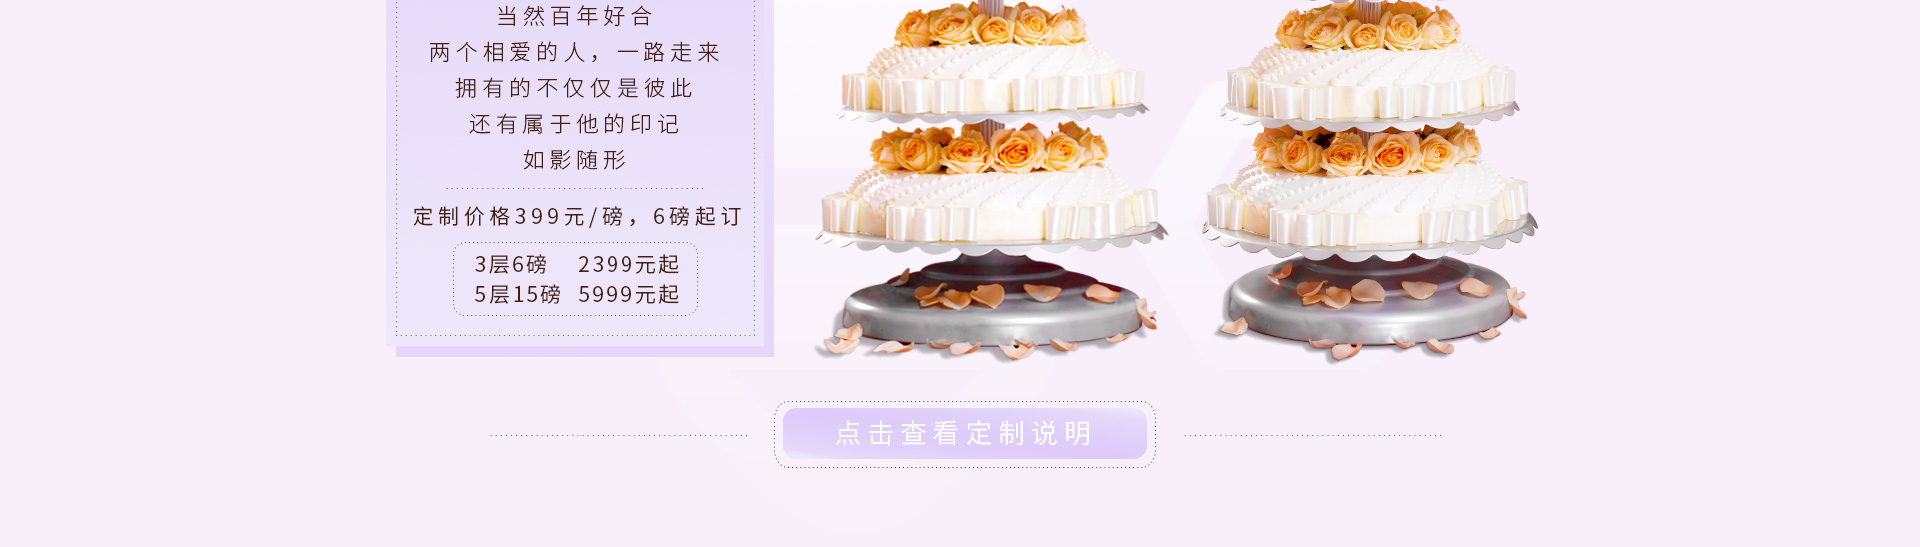 当然百年好合
两个相爱的人，一路走来
拥有的不仅仅是彼此
还有属于他的印记
如影随形
定制价格399元/磅，6磅起订
3层6磅 2399元起
5层15磅 5999元起
点击查看定制说明